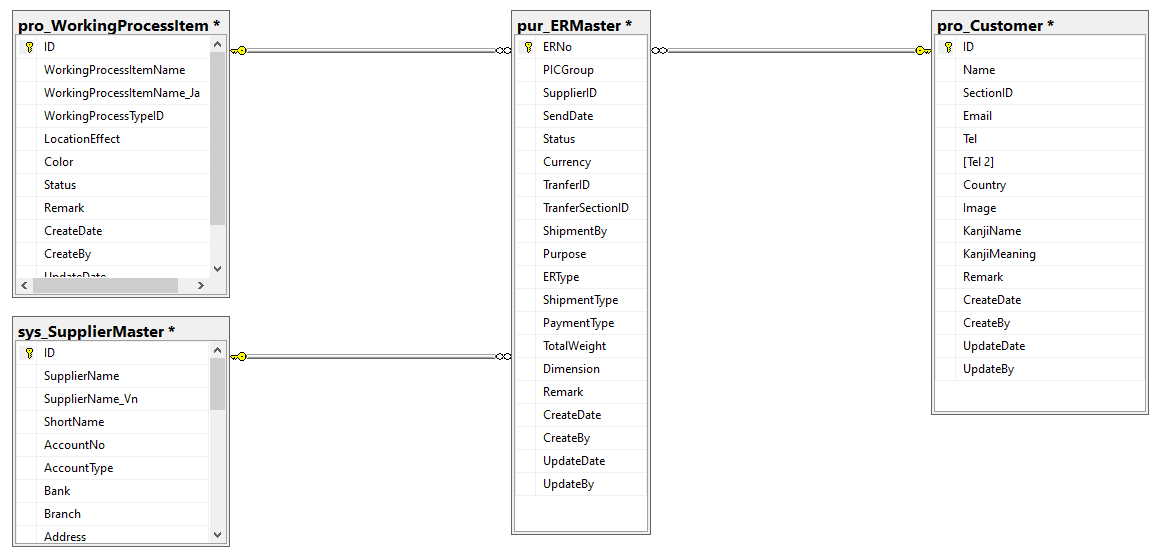 pro_WorkingProcessItem *
ID
WorkingProcessItemName
WorkingProcessItemName_Ja
WorkingProcessTypeID
LocationEffect
Color
Status
Remark
CreateDate
CreateBy
UpdateDate
sys_SupplierMaster *
ID
SupplierName
SupplierName_Vn
ShortName
AccountNo
AccountType
Bank
Branch
Address
pur_ERMaster *
ERNo
PICGroup
SupplierID
SendDate
Status
Currency
TranferID
TranferSectionID
ShipmentBy
Purpose
ERType
ShipmentType
PaymentType
TotalWeight
Dimension
Remark
CreateDate
CreateBy
UpdateDate
UpdateBy
pro_Customer *
ID
Name
SectionID
Email
Tel
[Tel 2]
Country
Image
KanjiName
KanjiMeaning
Remark
CreateDate
CreateBy
UpdateDate
UpdateBy